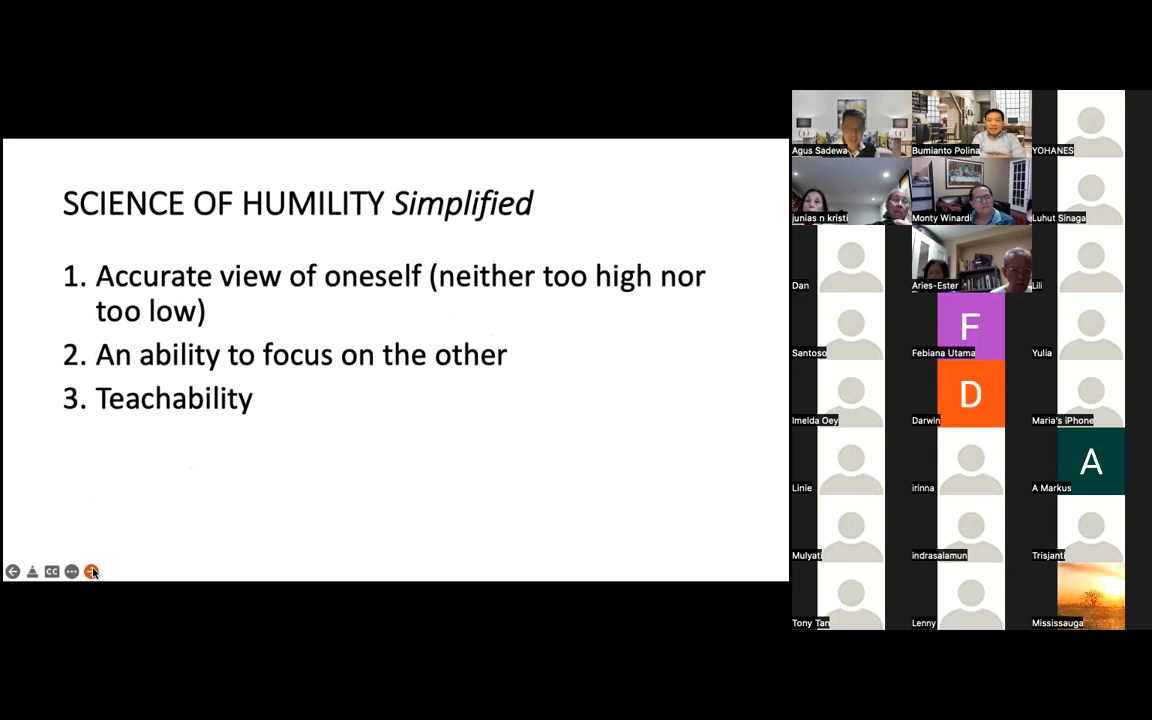 SCIENCE OF HUMILITY Simplified
1. Accurate view of oneself (neither too high nor
too low)
2. An ability to focus on the other
3. Teachability
CC
Agus Sadewa
Bumianto Polina
YOHANES
junias n kristi
Monty Winardi
Luhut Sinaga
Dan
Aries-Ester
Lili
Santoso
F
Febiana Utama
Yulia
Imelda Oey
D
Darwin
Maria's iPhone
Linie
irinna
A
A Markus
Mulyati
indrasalamun
Trisjanti
Tony Tan
Lenny
Mississauga